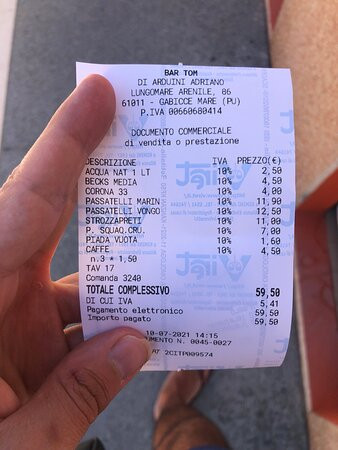 BAR TOM
DI ARDUINI ADRIANO
LUNGOMARE ARENILE, 86
61011 - GABICCE MARE (PU)
P.IVA 00660680414
DOCUMENTO COMMERCIALE
di vendita o prestazione
DESCRIZIONE IVA PREZZO(€)
ACQUA NAT 1 LT 10% 2,50
BECKS MEDIA 10% 4,50
CORONA 33 10% 4,00
PASSATELLI MARIN 10% 11,90
PASSATELLI VONGO 10% 12,50
STROZZAPRETI 10% 11,00
P. SQUAQ.CRU. 10% 7,00
PIADA VUOTA 10% 1,60
CAFFE 10% 4,50
n.3 * 1,50
TAV 17
Comanda 3240
TOTALE COMPLESSIVO 59,50
DI CUI IVA 5,41
Pagamento elettronico 59,50
Importo pagato 59,50
10-07-2021 14:15
UMENTO N. 0045-0027
AT 2CITP009574